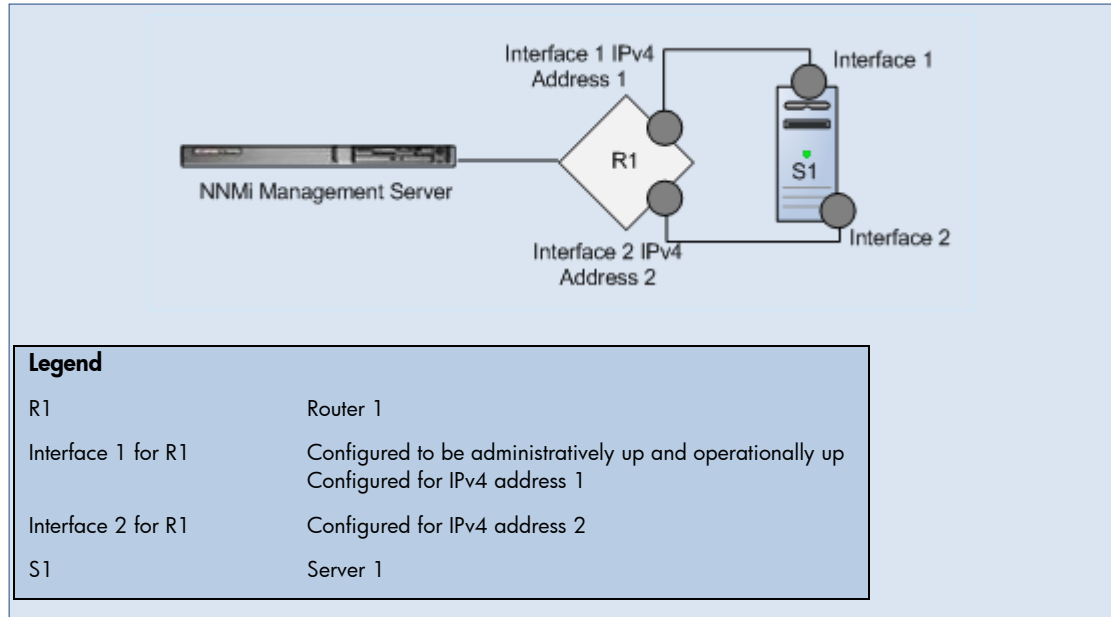 Interface 1 IPv4
Address 1
Interface 1
R1
S1
NNMi Management Server
Interface 2
Interface 2 IPv4
Address 2
Legend
R1 Router 1
Interface 1 for R1 Configured to be administratively up and operationally up
Configured for IPv4 address 1
Interface 2 for R1 Configured for IPv4 address 2
S1 Server 1